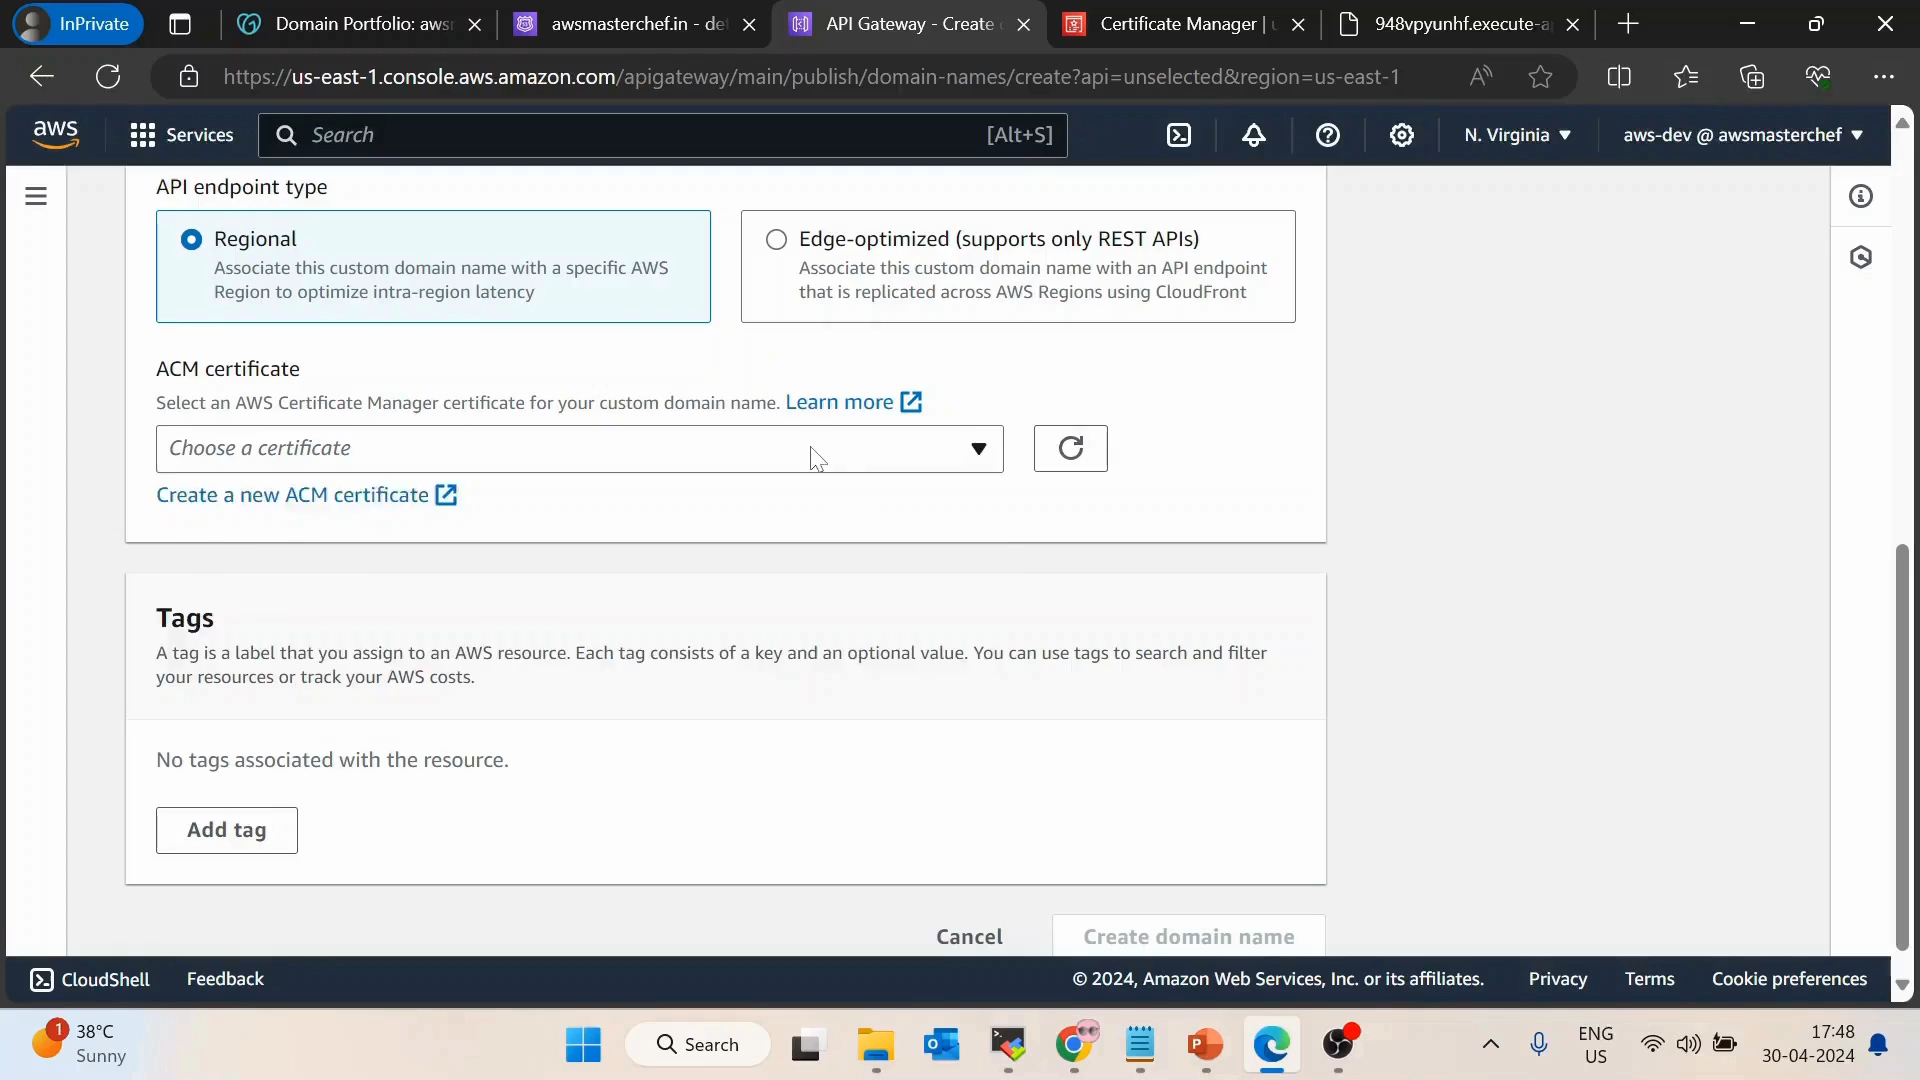 InPrivate
Domain Portfolio: aws
awsmasterchef.in - de
API Gateway - Create
Certificate Manager |
948vpyunhf.execute-a
https://us-east-1.console.aws.amazon.com/apigateway/main/publish/domain-names/create?api=unselected&region=us-east-1
aws
Services
Search
[Alt+S]
N. Virginia
aws-dev @ awsmasterchef
API endpoint type
Regional
Associate this custom domain name with a specific AWS
Region to optimize intra-region latency
Edge-optimized (supports only REST APIs)
Associate this custom domain name with an API endpoint
that is replicated across AWS Regions using CloudFront
ACM certificate
Select an AWS Certificate Manager certificate for your custom domain name. Learn more
Choose a certificate
Create a new ACM certificate
Tags
A tag is a label that you assign to an AWS resource. Each tag consists of a key and an optional value. You can use tags to search and filter
your resources or track your AWS costs.
No tags associated with the resource.
Add tag
Cancel
Create domain name
CloudShell
Feedback
© 2024, Amazon Web Services, Inc. or its affiliates.
Privacy
Terms
Cookie preferences
1
38°C
Sunny
Search
ENG
US
17:48
30-04-2024